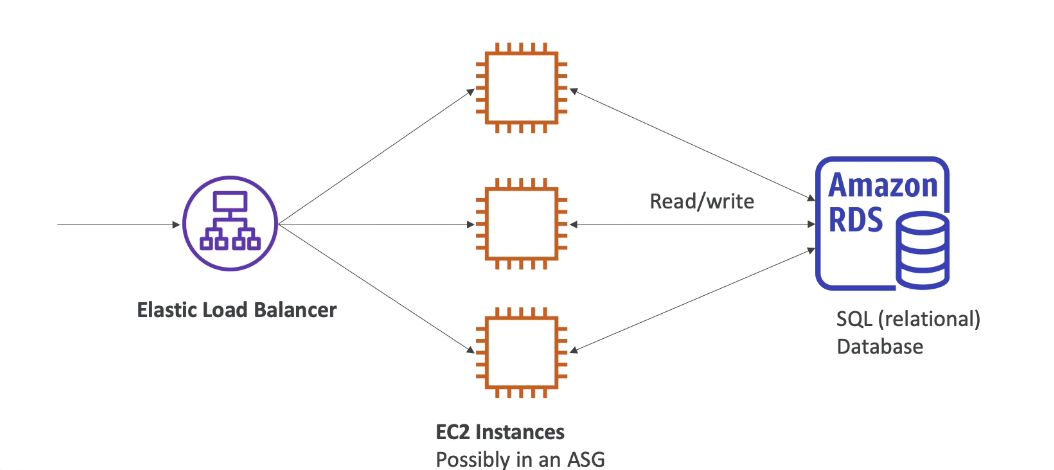 Amazon
RDS
Read/write
Elastic Load Balancer
SQL (relational)
Database
EC2 Instances
Possibly in an ASG